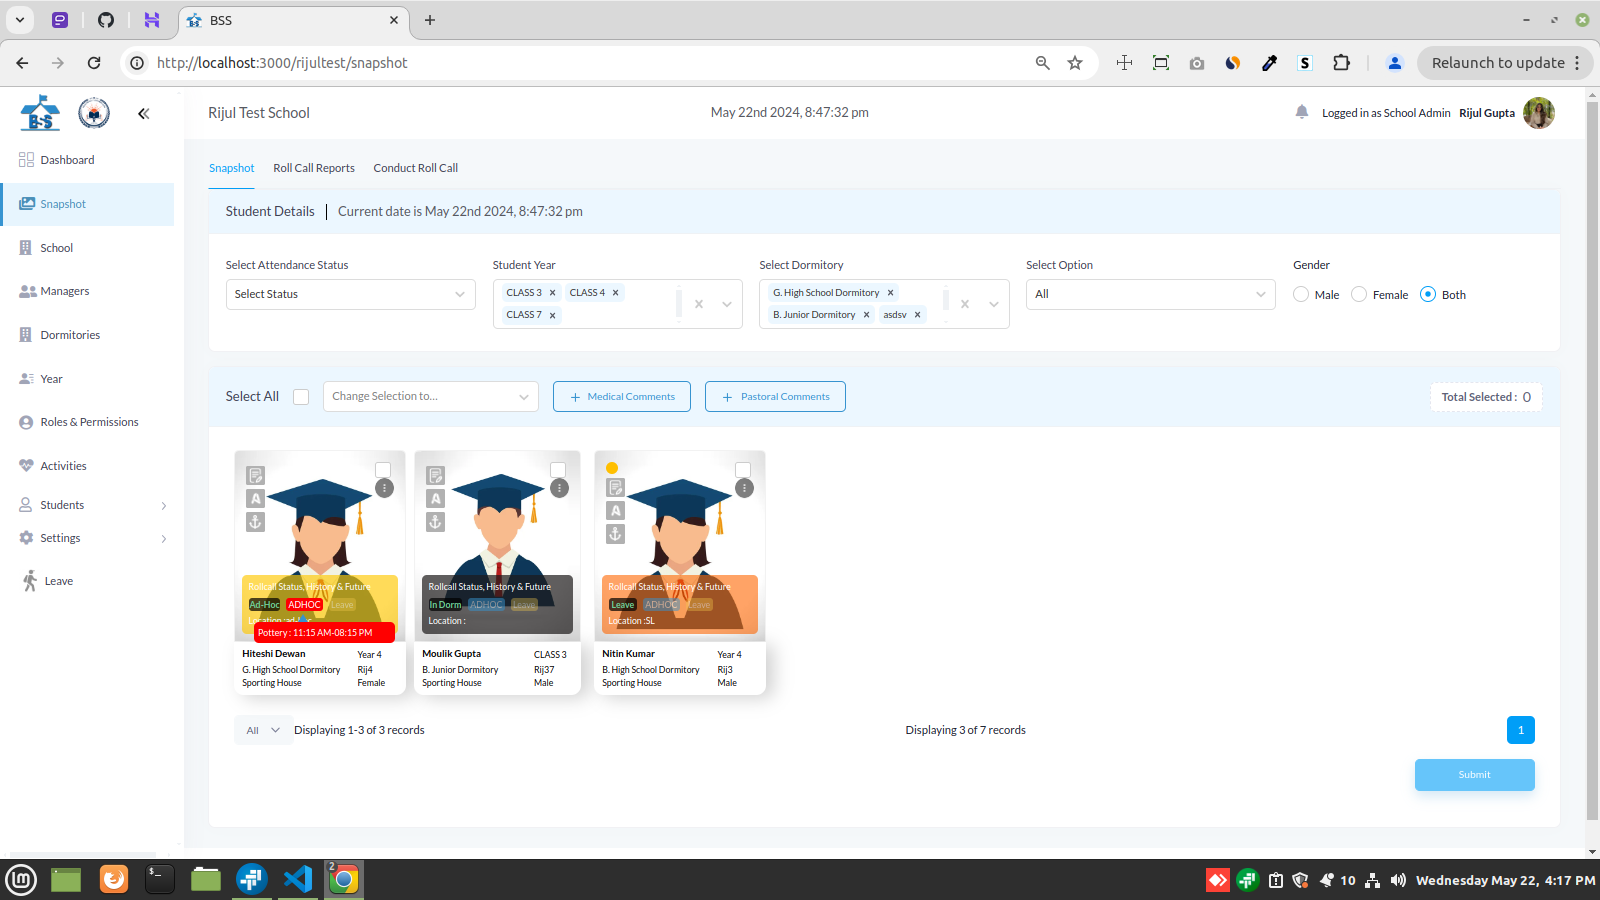 BSS
http://localhost:3000/rijultest/snapshot
Relaunch to update
BSS
Rijul Test School
May 22nd 2024, 8:47:32 pm
Logged in as School Admin Rijul Gupta
Dashboard
Snapshot
School
Managers
Dormitories
Year
Roles & Permissions
Activities
Students
Settings
Leave
Snapshot
Roll Call Reports
Conduct Roll Call
Student Details
Current date is May 22nd 2024, 8:47:32 pm
Select Attendance Status
Select Status
Student Year
CLASS 3 × CLASS 4 ×
CLASS 7 ×
Select Dormitory
G. High School Dormitory ×
B. Junior Dormitory × asdsv ×
Select Option
All
Gender
Male
Female
Both
Select All
Change Selection to...
+ Medical Comments
+ Pastoral Comments
Total Selected : 0
A
Rollcall Status, History & Future
Ad-Hoc ADHOC Leave
Pottery : 11:15 AM-08:15 PM
Hiteshi Dewan Year 4
G. High School Dormitory Rij4
Sporting House Female
A
Rollcall Status, History & Future
In Dorm ADHOC Leave
Location :
Moulik Gupta CLASS 3
B. Junior Dormitory Rij37
Sporting House Male
A
Rollcall Status, History & Future
Leave ADHOC Leave
Location :SL
Nitin Kumar Year 4
B. High School Dormitory Rij3
Sporting House Male
All
Displaying 1-3 of 3 records
Displaying 3 of 7 records
1
Submit
2
10
Wednesday May 22, 4:17 PM